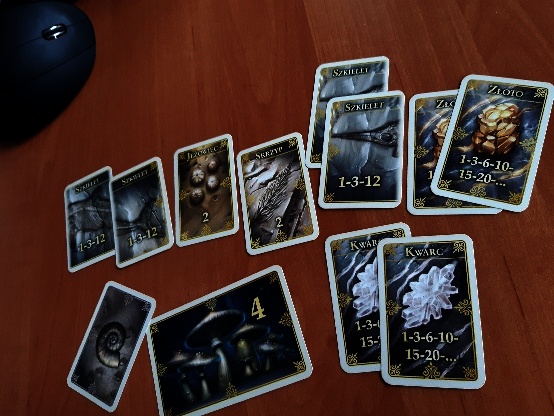 SZKIELET
SZKIELET
1-3-12
ZŁOTO
1-3-6-10-
15-20-...
SZKIELET
1-3-12
SZKIELET
1-3-12
JEŻOWIEC
2
SKRZYP
2
KWARC
1-3-
15-
KWARC
1-3-6-10-
15-20-...
4